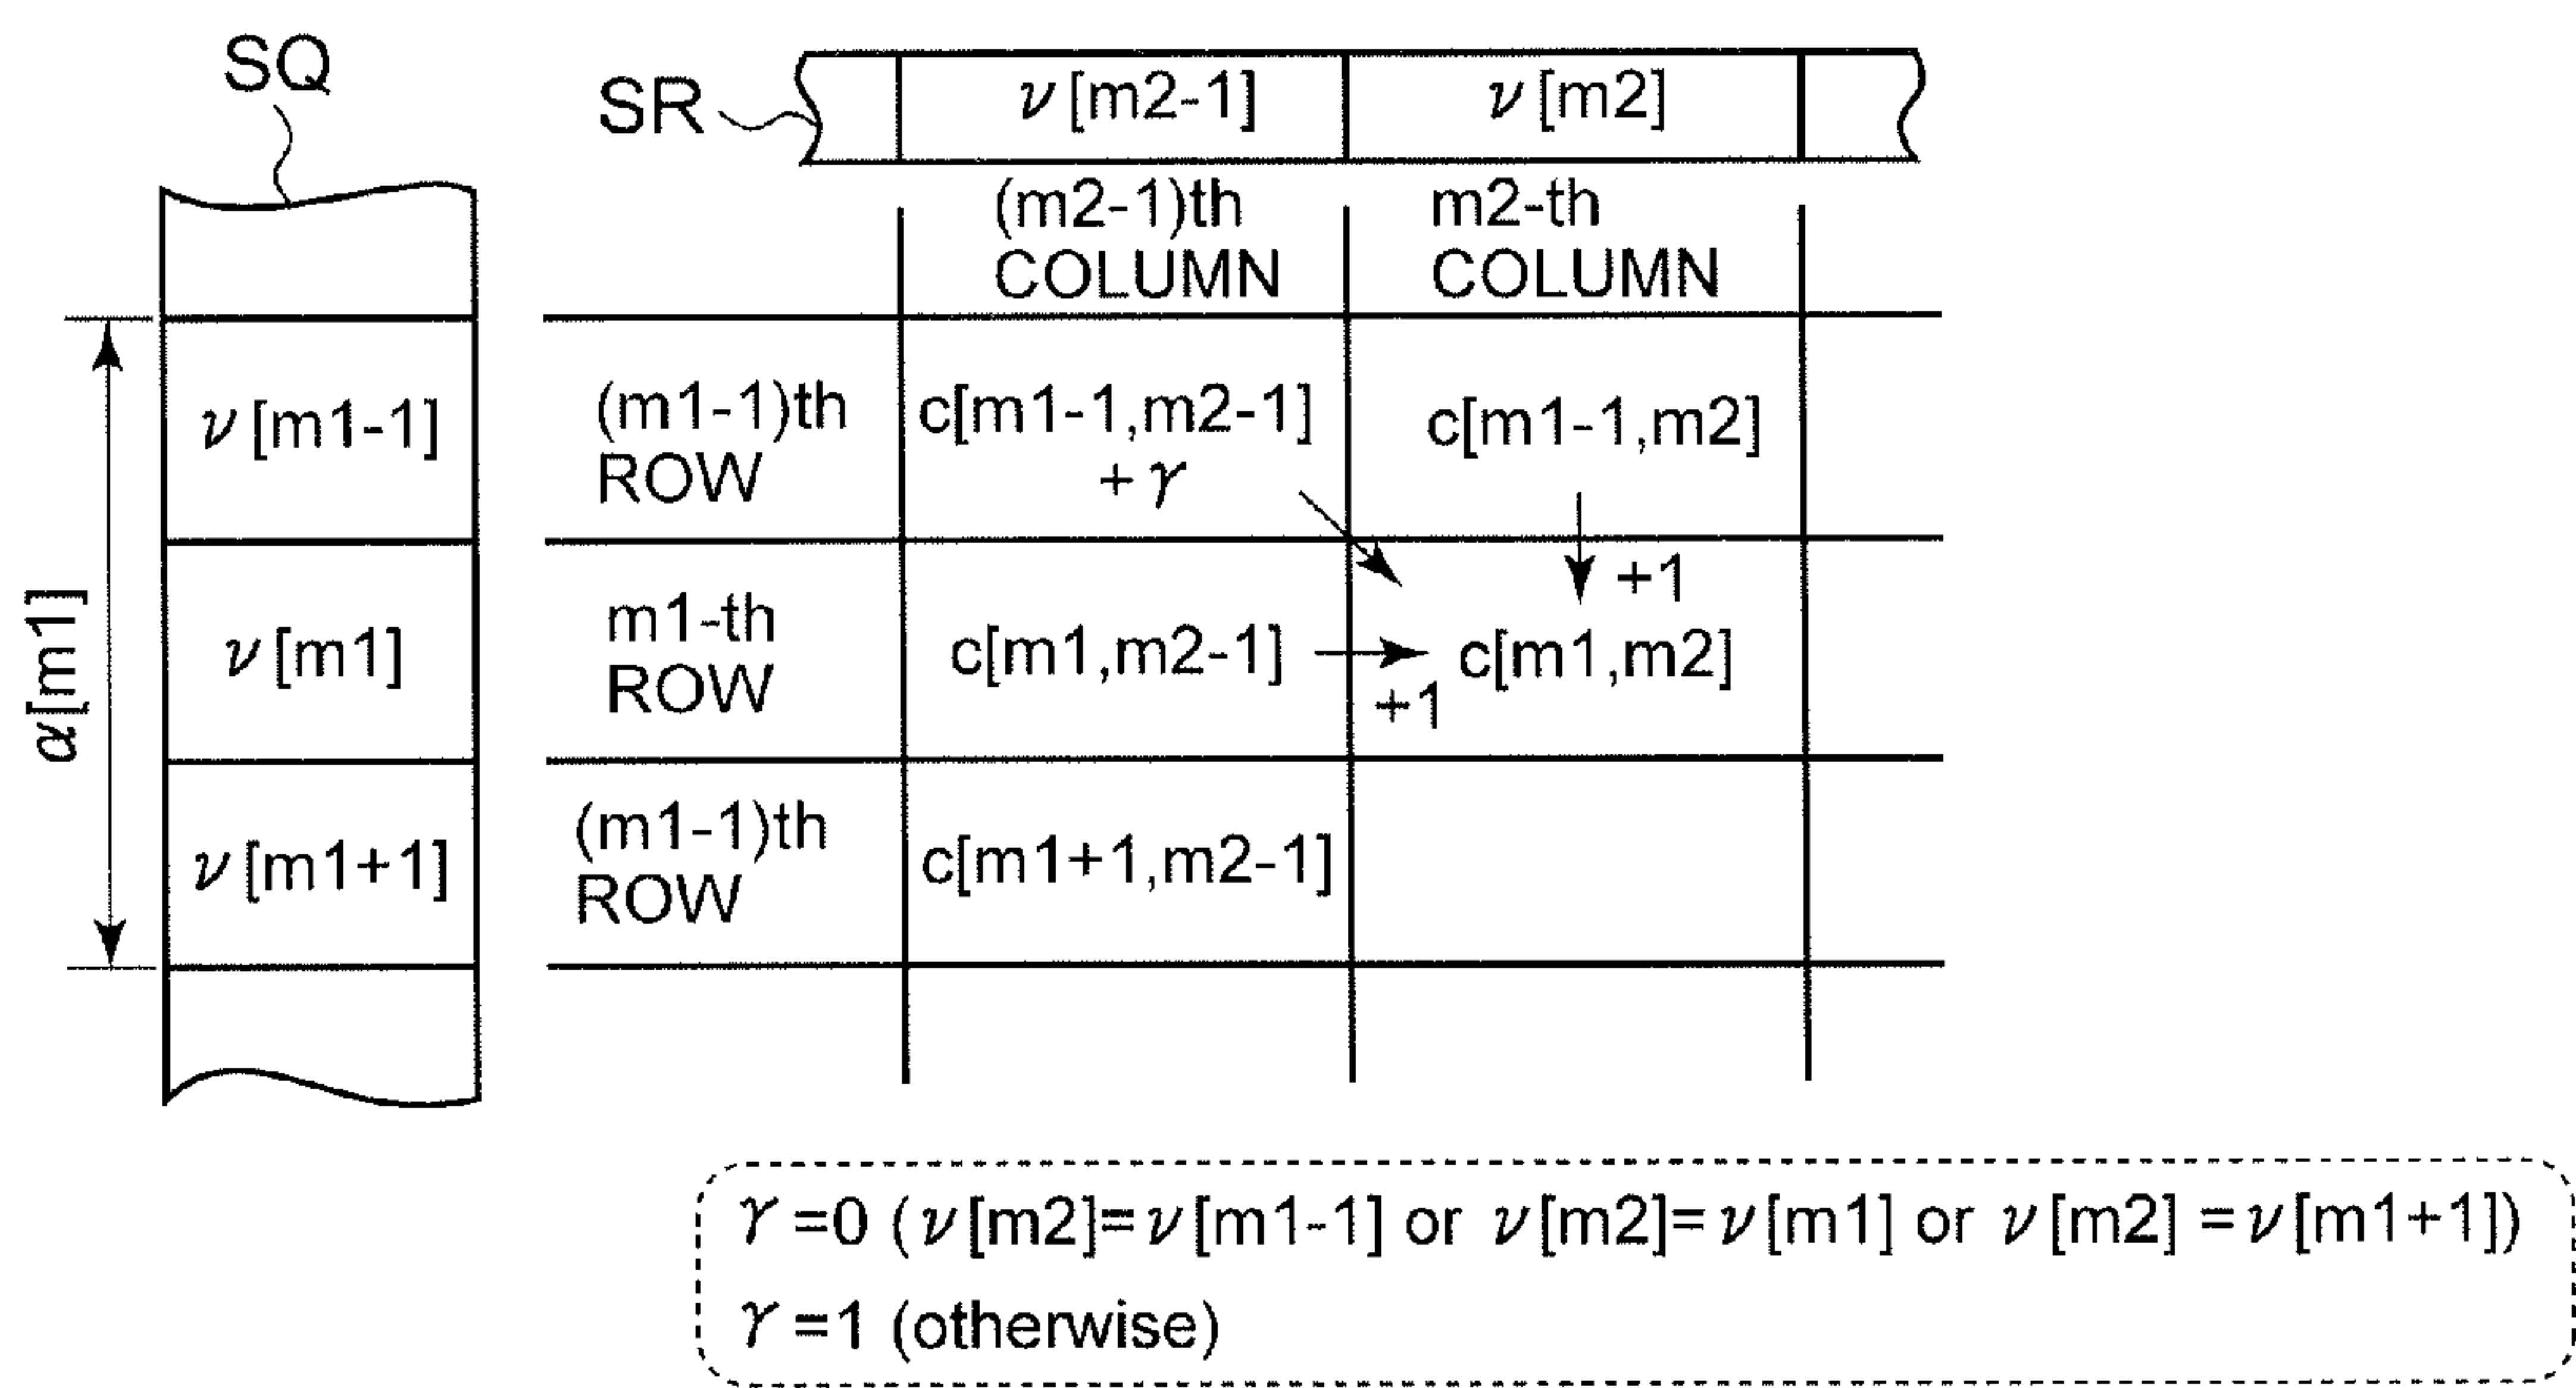 SQ
SR
ν[m2-1]
ν[m2]
(m2-1)th
COLUMN
m2-th
COLUMN
α[m1]
ν[m1-1]
(m1-1)th
ROW
c[m1-1,m2-1]
+γ
c[m1-1,m2]
+1
ν[m1]
m1-th
ROW
c[m1,m2-1]
+1
c[m1,m2]
ν[m1+1]
(m1-1)th
ROW
c[m1+1,m2-1]
γ=0 (ν[m2]=ν[m1-1] or ν[m2]=ν[m1] or ν[m2] =ν[m1+1])
γ=1 (otherwise)